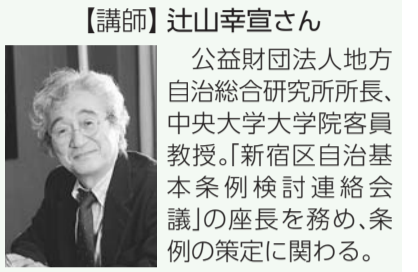 【講師】辻山幸宣さん
公益財団法人地方
自治総合研究所所長、
中央大学大学院客員
教授。「新宿区自治基
本条例検討連絡会
議」の座長を務め、条
例の策定に関わる。